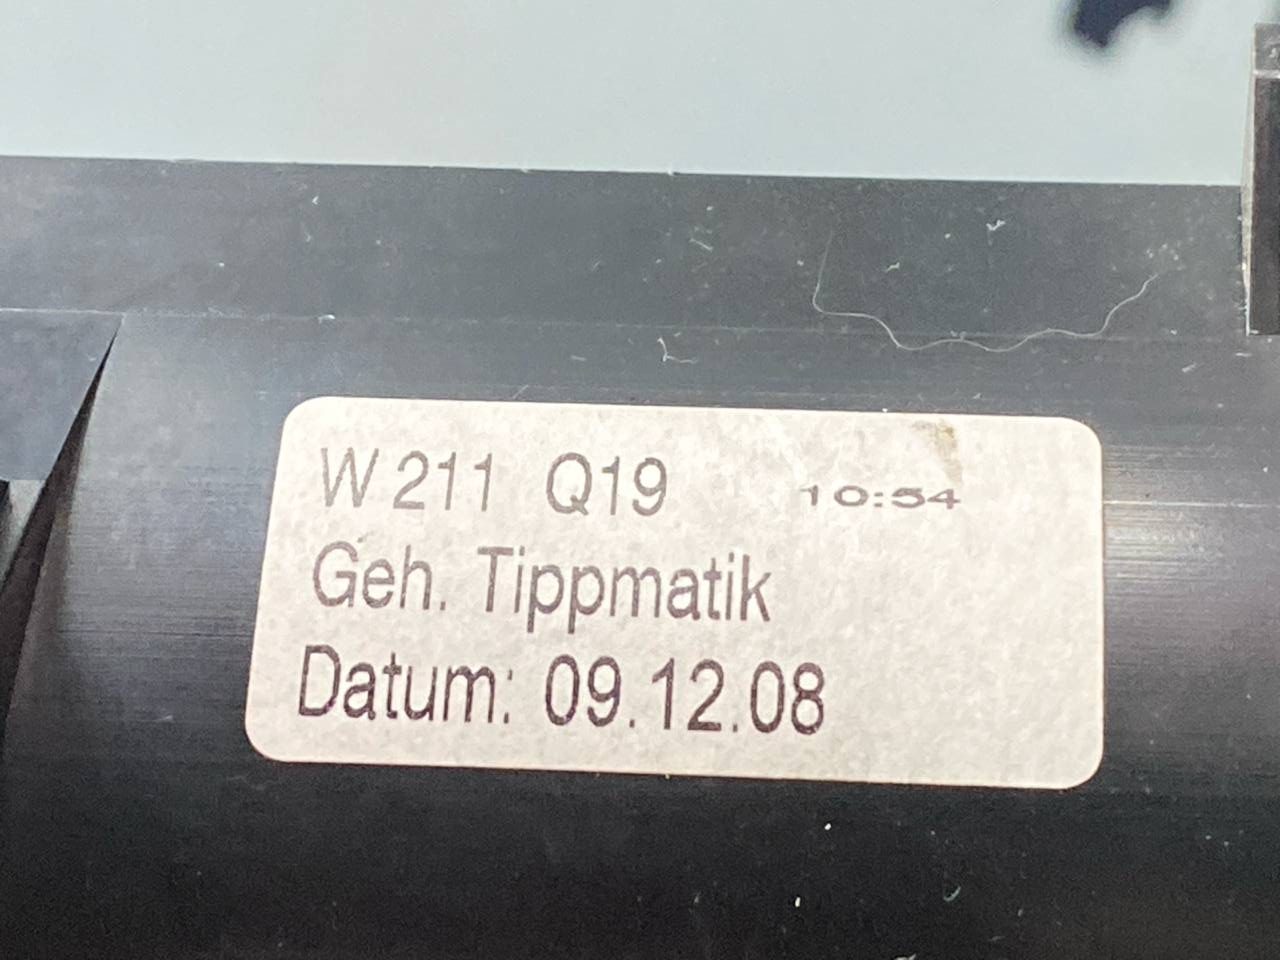 W 211 Q19 10:54
Geh. Tippmatik
Datum: 09.12.08